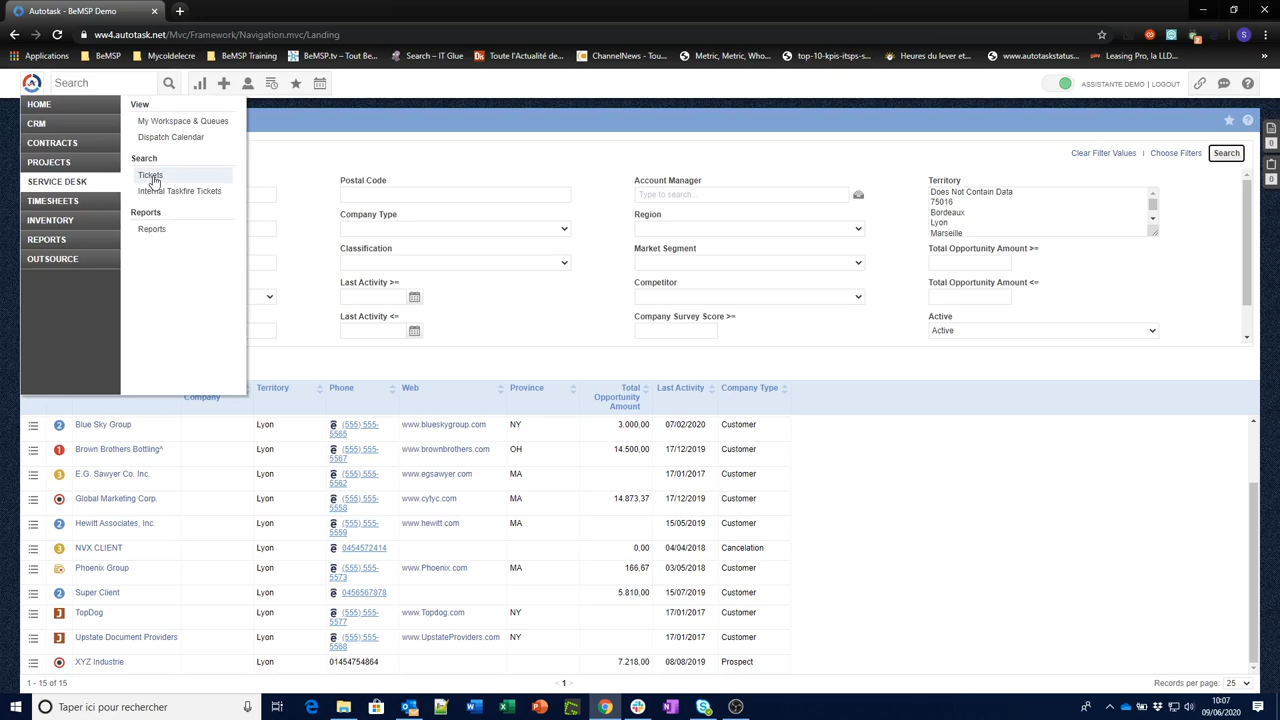 Autotask - BeMSP Demo
ww4.autotask.net/Mvc/Framework/Navigation.mvc/Landing
Applications BeMSP Mycoldelecre BeMSP Training BeMSP.tv Search – IT Glue Toute l'Actualité de... ChannelNews Metric, Metric, Who... top-10-kpis-itsps-s... Heures du lever et d... www.autotaskstatus... Leasing Pro, la LLD...
Search
ASSISTANTE DEMO | LOGOUT
HOME
CRM
CONTRACTS
PROJECTS
SERVICE DESK
TIMESHEETS
INVENTORY
REPORTS
OUTSOURCE
View
My Workspace & Queues
Dispatch Calendar
Search
Tickets
Internal Taskfire Tickets
Reports
Reports
Clear Filter Values | Choose Filters Search
0
0
Postal Code Account Manager Territory
Type to search...
Does Not Contain Data
75016
Bordeaux
Lyon
Marseille
Company Type Region
Classification Market Segment Total Opportunity Amount >=
Last Activity >= Competitor Total Opportunity Amount <=
Last Activity <= Company Survey Score >= Active
Active
Company Territory Phone Web Province Total Opportunity Amount Last Activity Company Type
2 Blue Sky Group Lyon (555) 555-5565 www.blueskygroup.com NY 3.000,00 07/02/2020 Customer
1 Brown Brothers Bottling^ Lyon (555) 555-5567 www.brownbrothers.com OH 14.500,00 17/12/2019 Customer
3 E.G. Sawyer Co. Inc. Lyon (555) 555-5562 www.egsawyer.com MA 17/01/2017 Customer
Global Marketing Corp. Lyon (555) 555-5558 www.cytyc.com MA 14.873,37 17/12/2019 Customer
2 Hewitt Associates, Inc. Lyon (555) 555-5559 www.hewitt.com MA 15/05/2019 Customer
3 NVX CLIENT Lyon 0454572414 0,00 04/04/2018 Cancelation
Phoenix Group Lyon (555) 555-5573 www.Phoenix.com MA 166,67 03/05/2018 Customer
2 Super Client Lyon 0456567878 5.810,00 15/07/2019 Customer
J TopDog Lyon (555) 555-5577 www.Topdog.com NY 17/01/2017 Customer
J Upstate Document Providers Lyon (555) 555-5568 www.UpstateProviders.com NY 17/01/2017 Customer
XYZ Industrie Lyon 01454754864 7.218,00 08/08/2019 Prospect
1 - 15 of 15 < 1 > Records per page: 25
Taper ici pour rechercher
10:07
09/06/2020